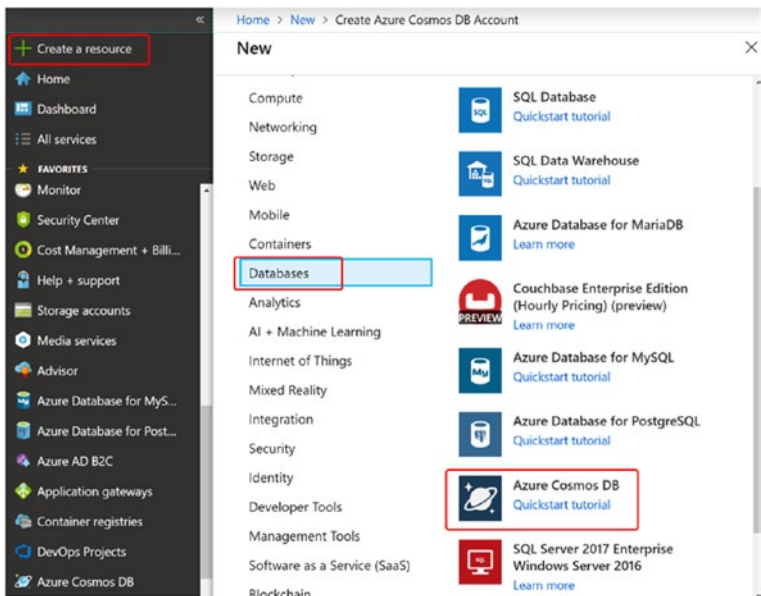 «
Create a resource
Home
Dashboard
All services
FAVORITES
Monitor
Security Center
Cost Management + Billi...
Help + support
Storage accounts
Media services
Advisor
Azure Database for MyS...
Azure Database for Post...
Azure AD B2C
Application gateways
Container registries
DevOps Projects
Azure Cosmos DB
Home > New > Create Azure Cosmos DB Account
New
Compute
Networking
Storage
Web
Mobile
Containers
Databases
Analytics
AI + Machine Learning
Internet of Things
Mixed Reality
Integration
Security
Identity
Developer Tools
Management Tools
Software as a Service (SaaS)
Blockchain
SQL
SQL Database
Quickstart tutorial
SQL Data Warehouse
Quickstart tutorial
Azure Database for MariaDB
Learn more
PREVIEW
Couchbase Enterprise Edition
(Hourly Pricing) (preview)
Learn more
My
Azure Database for MySQL
Quickstart tutorial
Azure Database for PostgreSQL
Quickstart tutorial
Azure Cosmos DB
Quickstart tutorial
SQL Server 2017 Enterprise
Windows Server 2016
Learn more